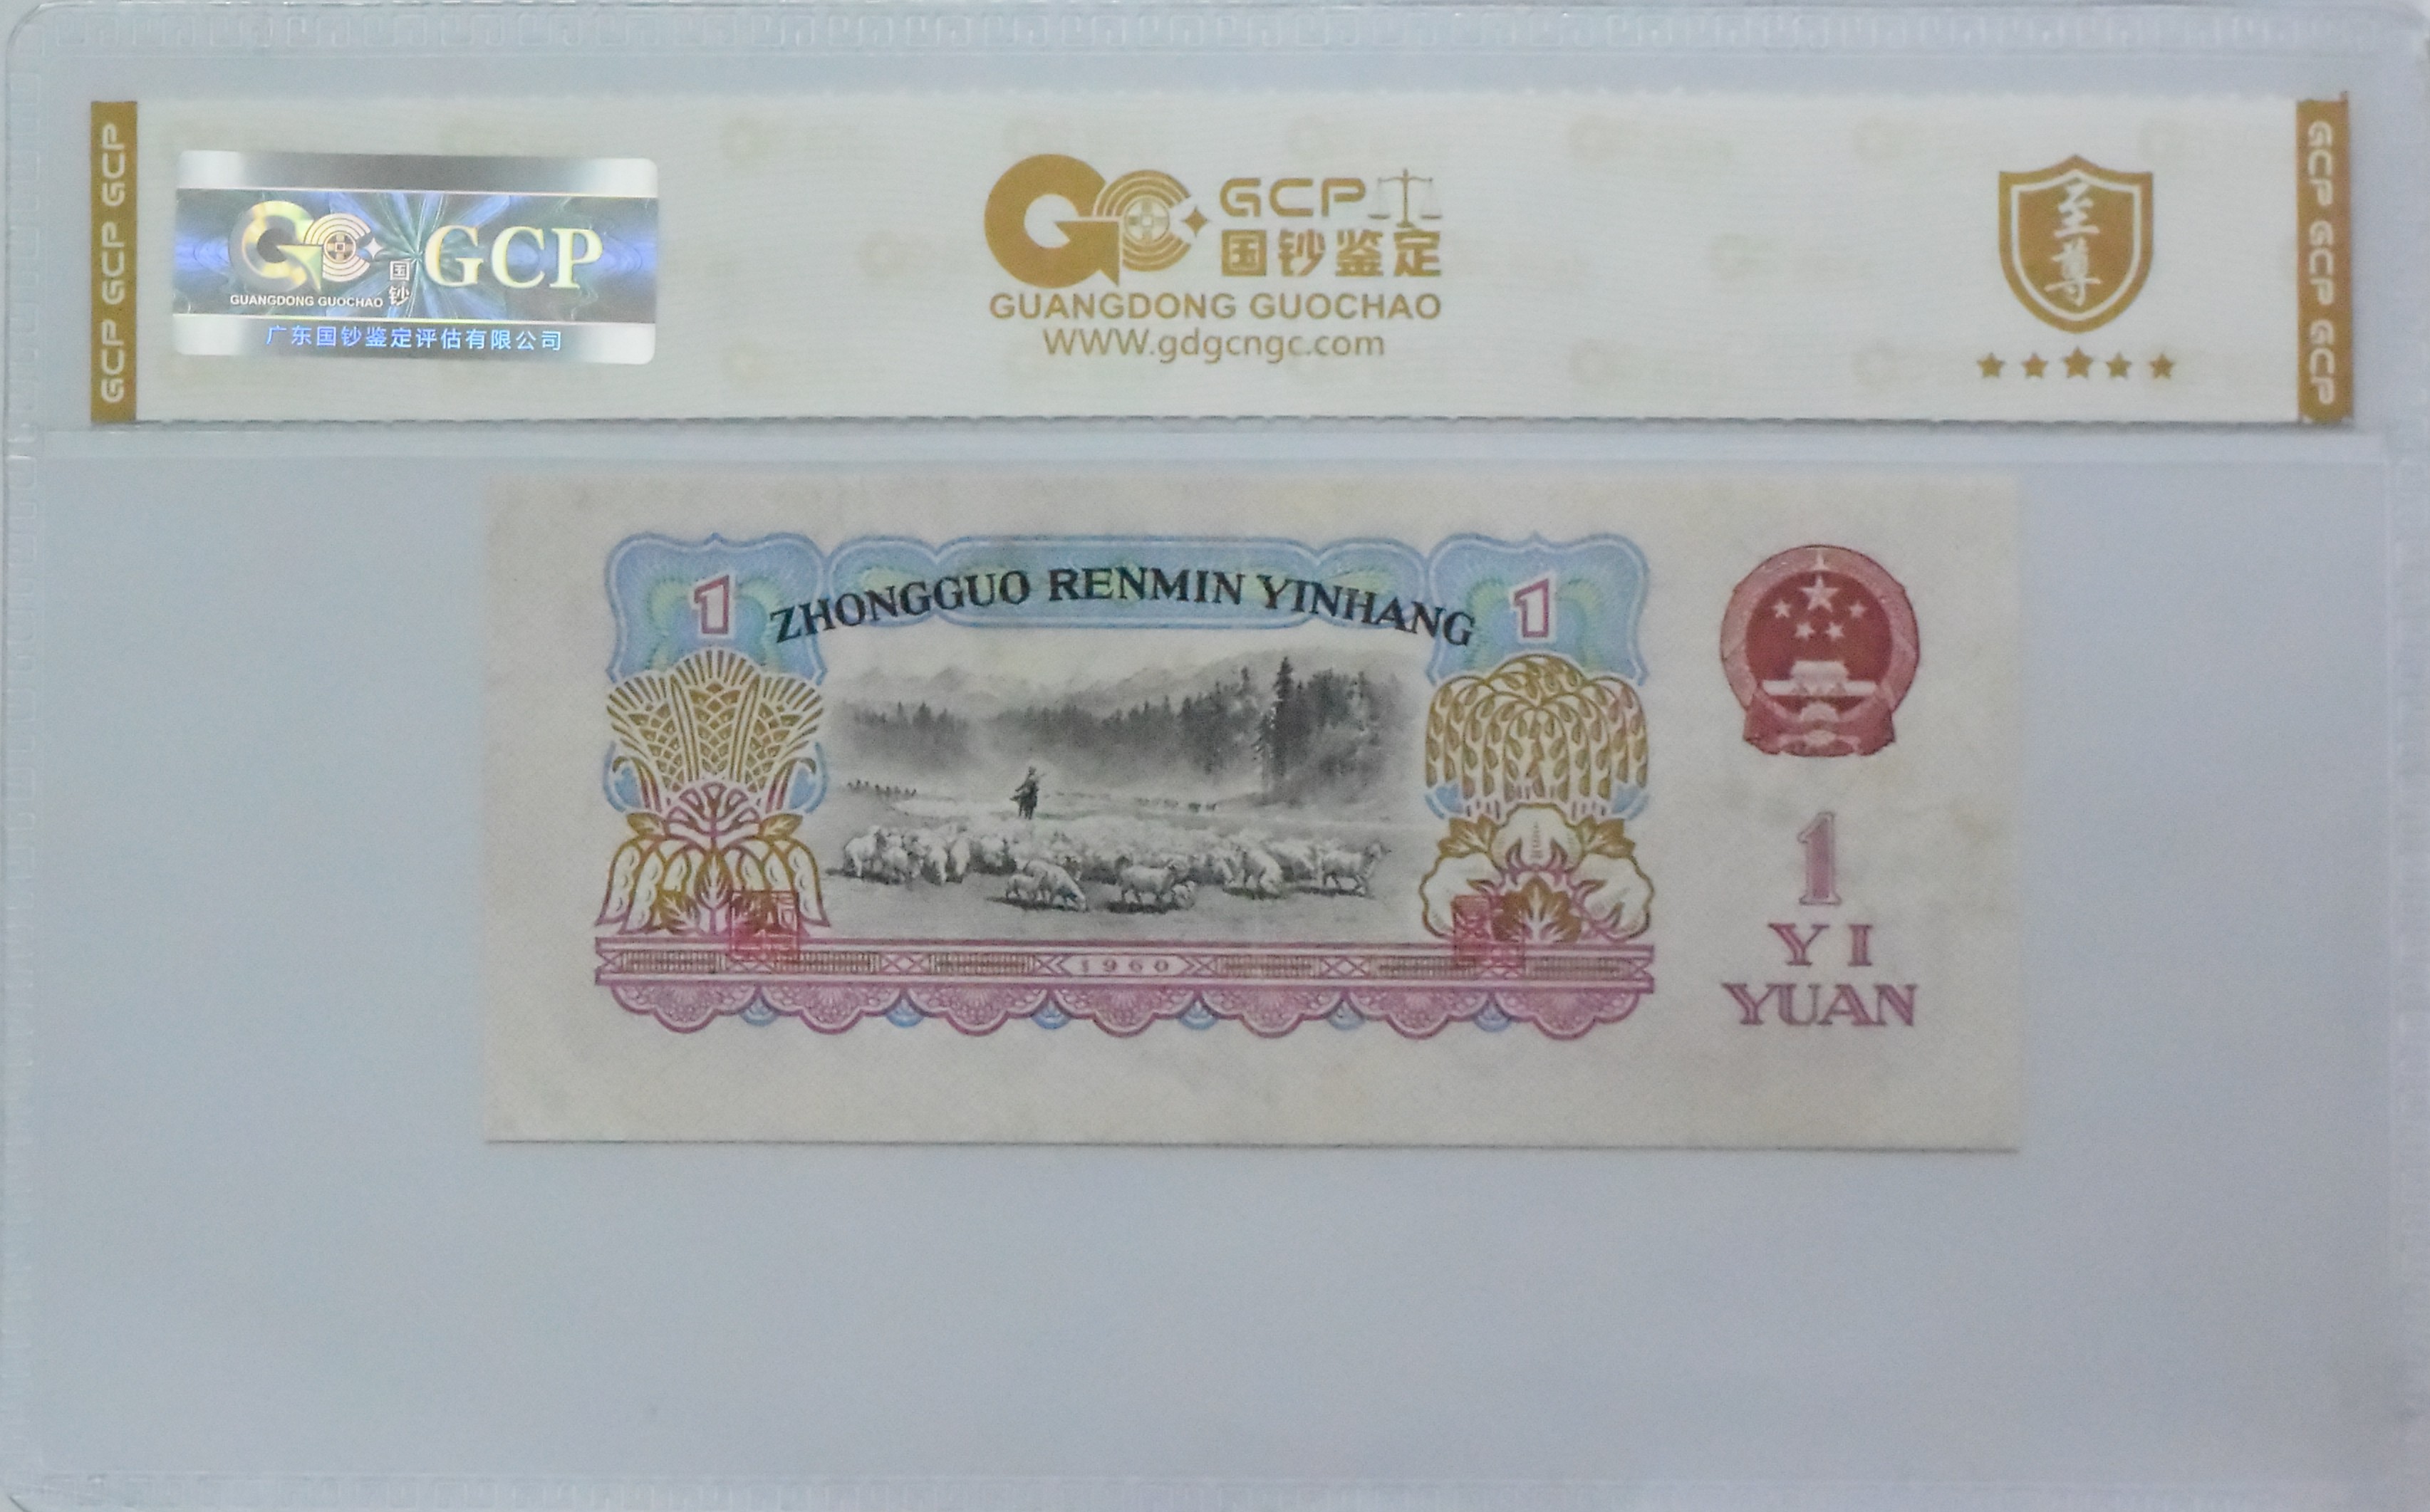 GCP GCP GCP
国钞
GCP
GUANGDONG GUOCHAO
广东国钞鉴定评估有限公司
GCP
国钞鉴定
GUANGDONG GUOCHAO
WWW.gdgcngc.com
至尊
GCP GCP GCP
1 ZHONGGUO RENMIN YINHANG 1
1960
1
YI
YUAN